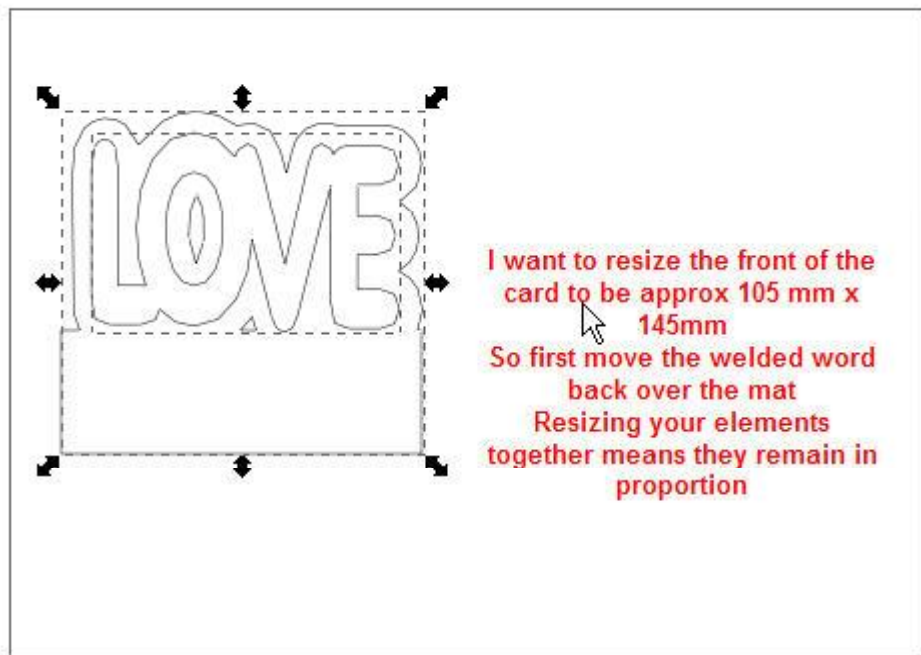 LOVE
I want to resize the front of the
card to be approx 105 mm x
145mm
So first move the welded word
back over the mat
Resizing your elements
together means they remain in
proportion